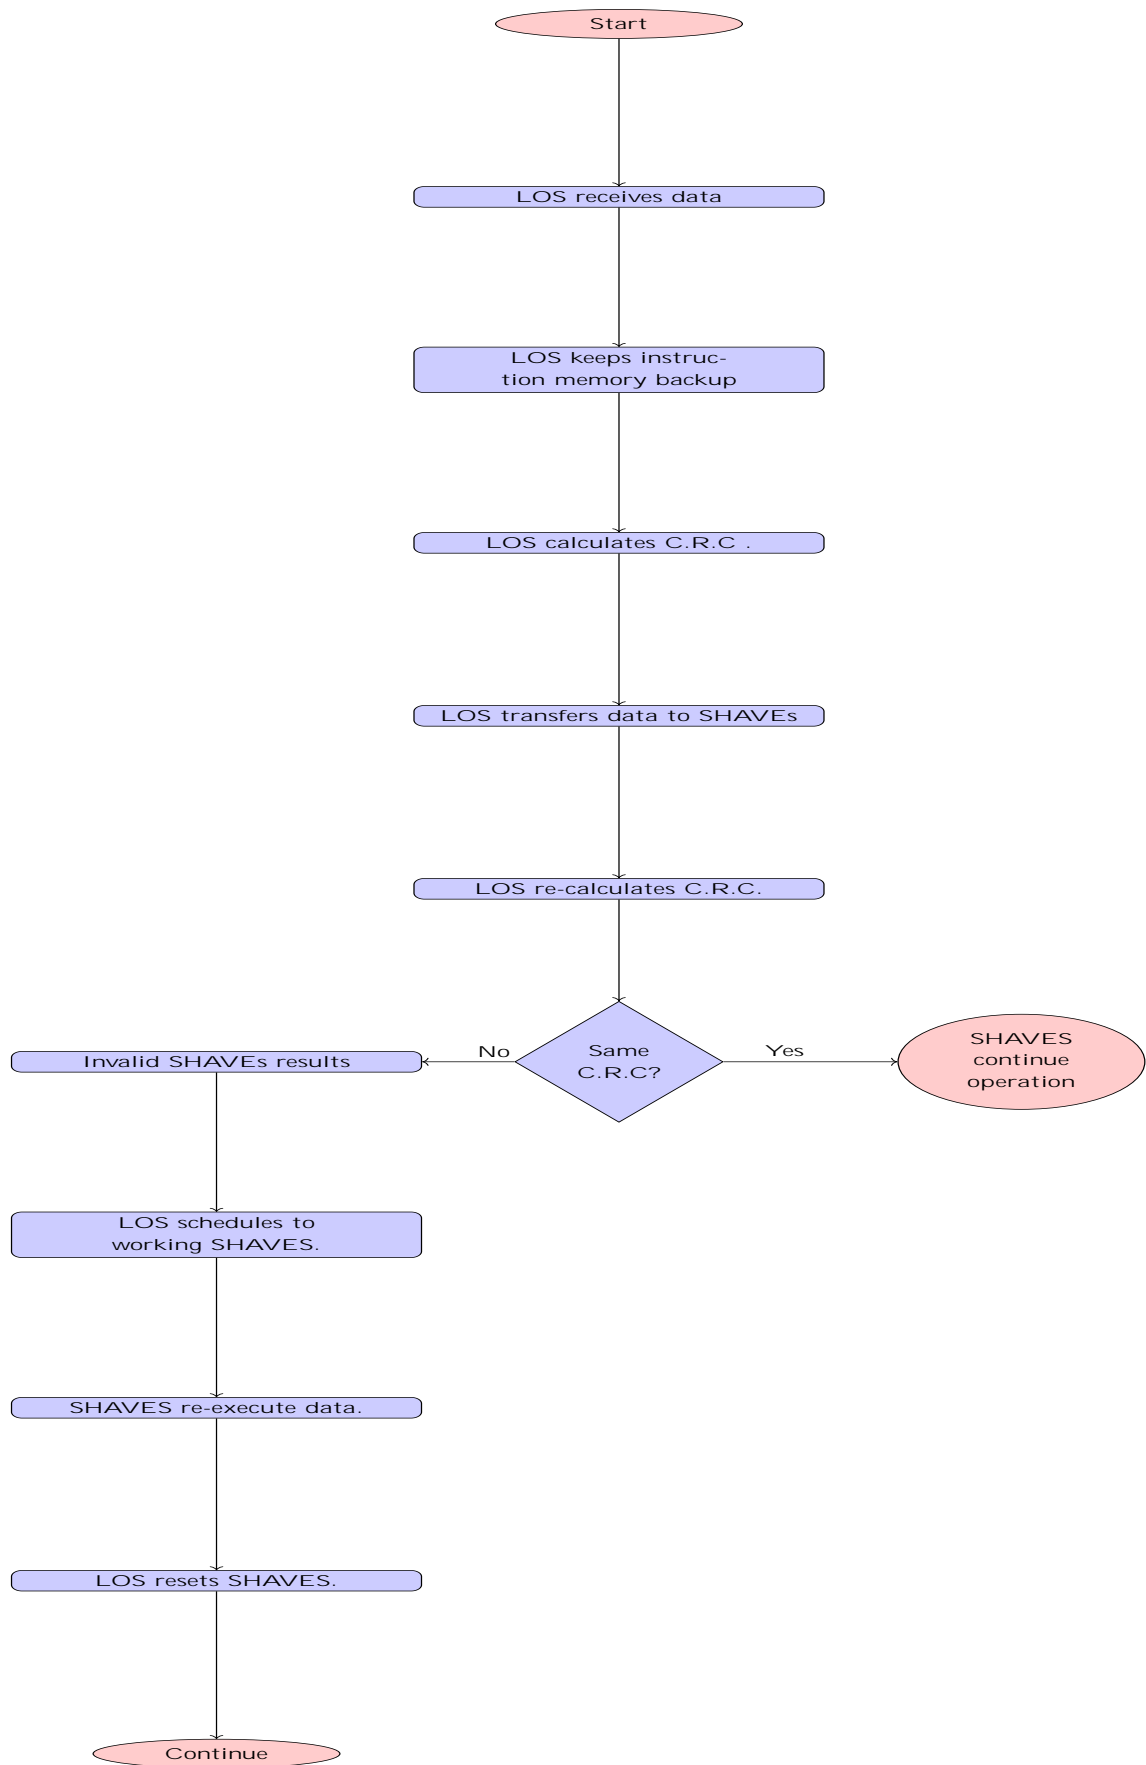 Start
LOS receives data
LOS keeps instruc-
tion memory backup
LOS calculates C.R.C .
LOS transfers data to SHAVEs
LOS re-calculates C.R.C.
Same
C.R.C?
No
Yes
SHAVES
continue
operation
Invalid SHAVEs results
LOS schedules to
working SHAVES.
SHAVES re-execute data.
LOS resets SHAVES.
Continue